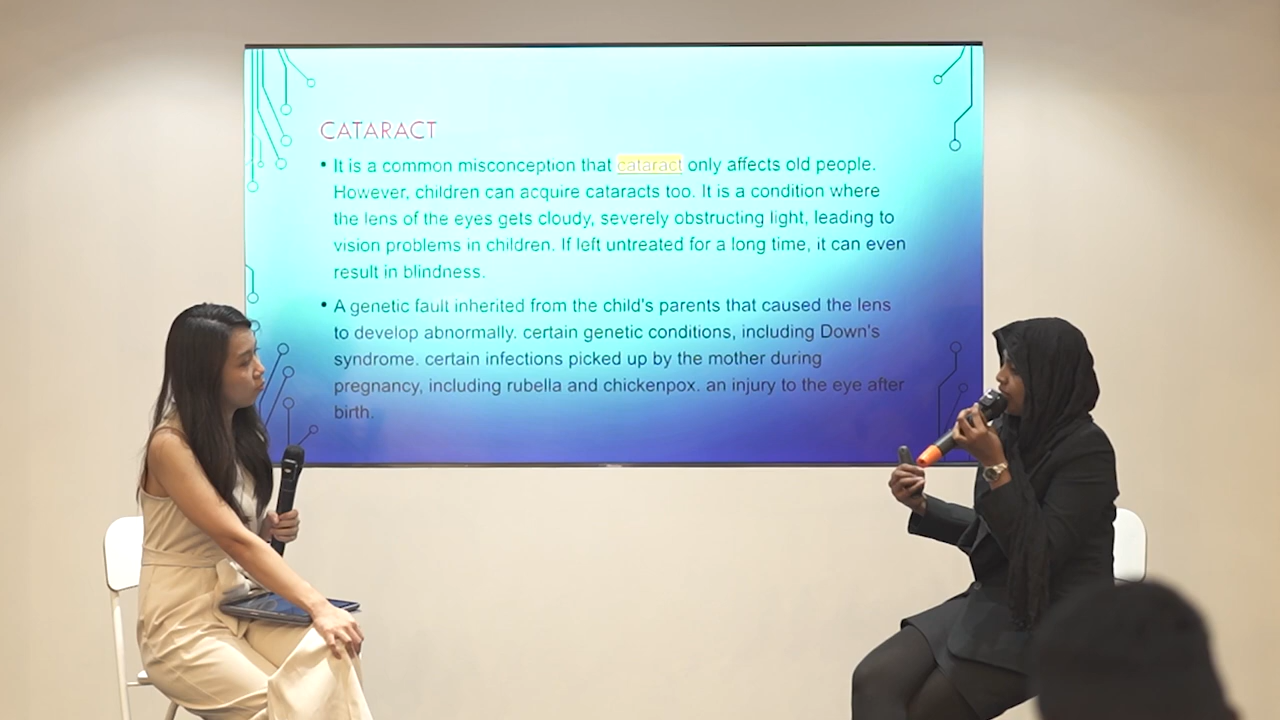 CATARACT
• It is a common misconception that cataract only affects old people.
However, children can acquire cataracts too. It is a condition where
the lens of the eyes gets cloudy, severely obstructing light, leading to
vision problems in children. If left untreated for a long time, it can even
result in blindness.
• A genetic fault inherited from the child's parents that caused the lens
to develop abnormally. certain genetic conditions, including Down's
syndrome. certain infections picked up by the mother during
pregnancy, including rubella and chickenpox. an injury to the eye after
birth.